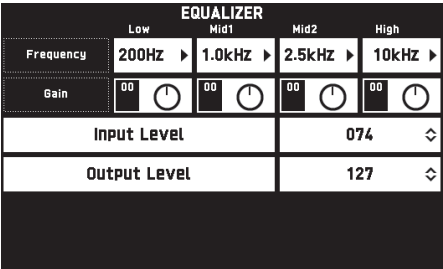 EQUALIZER
Low Mid1 Mid2 High
Frequency 200Hz 1.0kHz 2.5kHz 10kHz
Gain 00 00 00 00
Input Level 074
Output Level 127